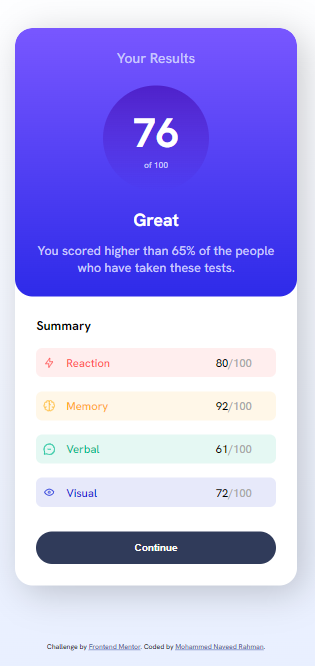 Your Results
76
of 100
Great
You scored higher than 65% of the people
who have taken these tests.
Summary
Reaction 80/100
Memory 92/100
Verbal 61/100
Visual 72/100
Continue
Challenge by Frontend Mentor. Coded by Mohammed Naveed Rahman.